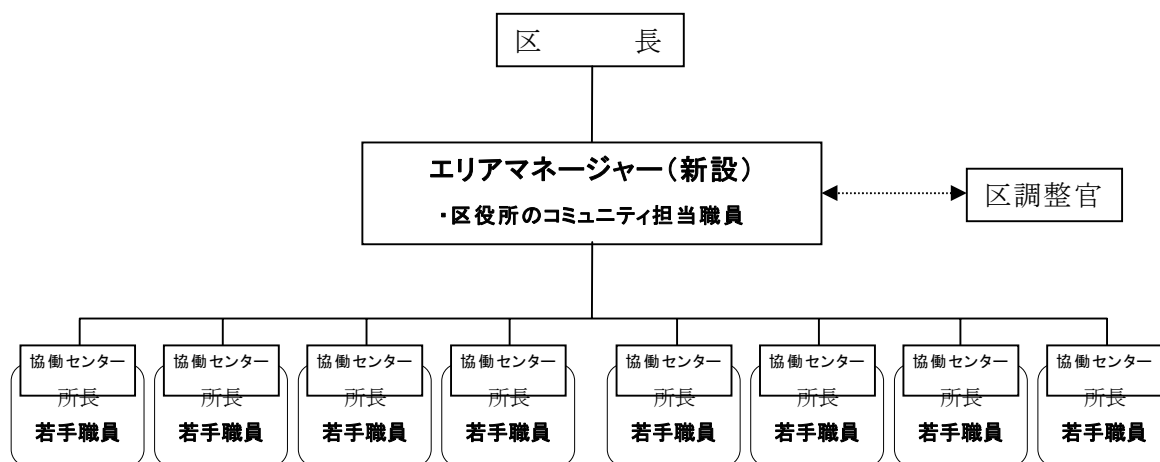 区　　　長
エリアマネージャー（新設）
・区役所のコミュニティ担当職員
区調整官
協働センター 協働センター 協働センター 協働センター 協働センター 協働センター 協働センター 協働センター
所長 所長 所長 所長 所長 所長 所長 所長
若手職員 若手職員 若手職員 若手職員 若手職員 若手職員 若手職員 若手職員